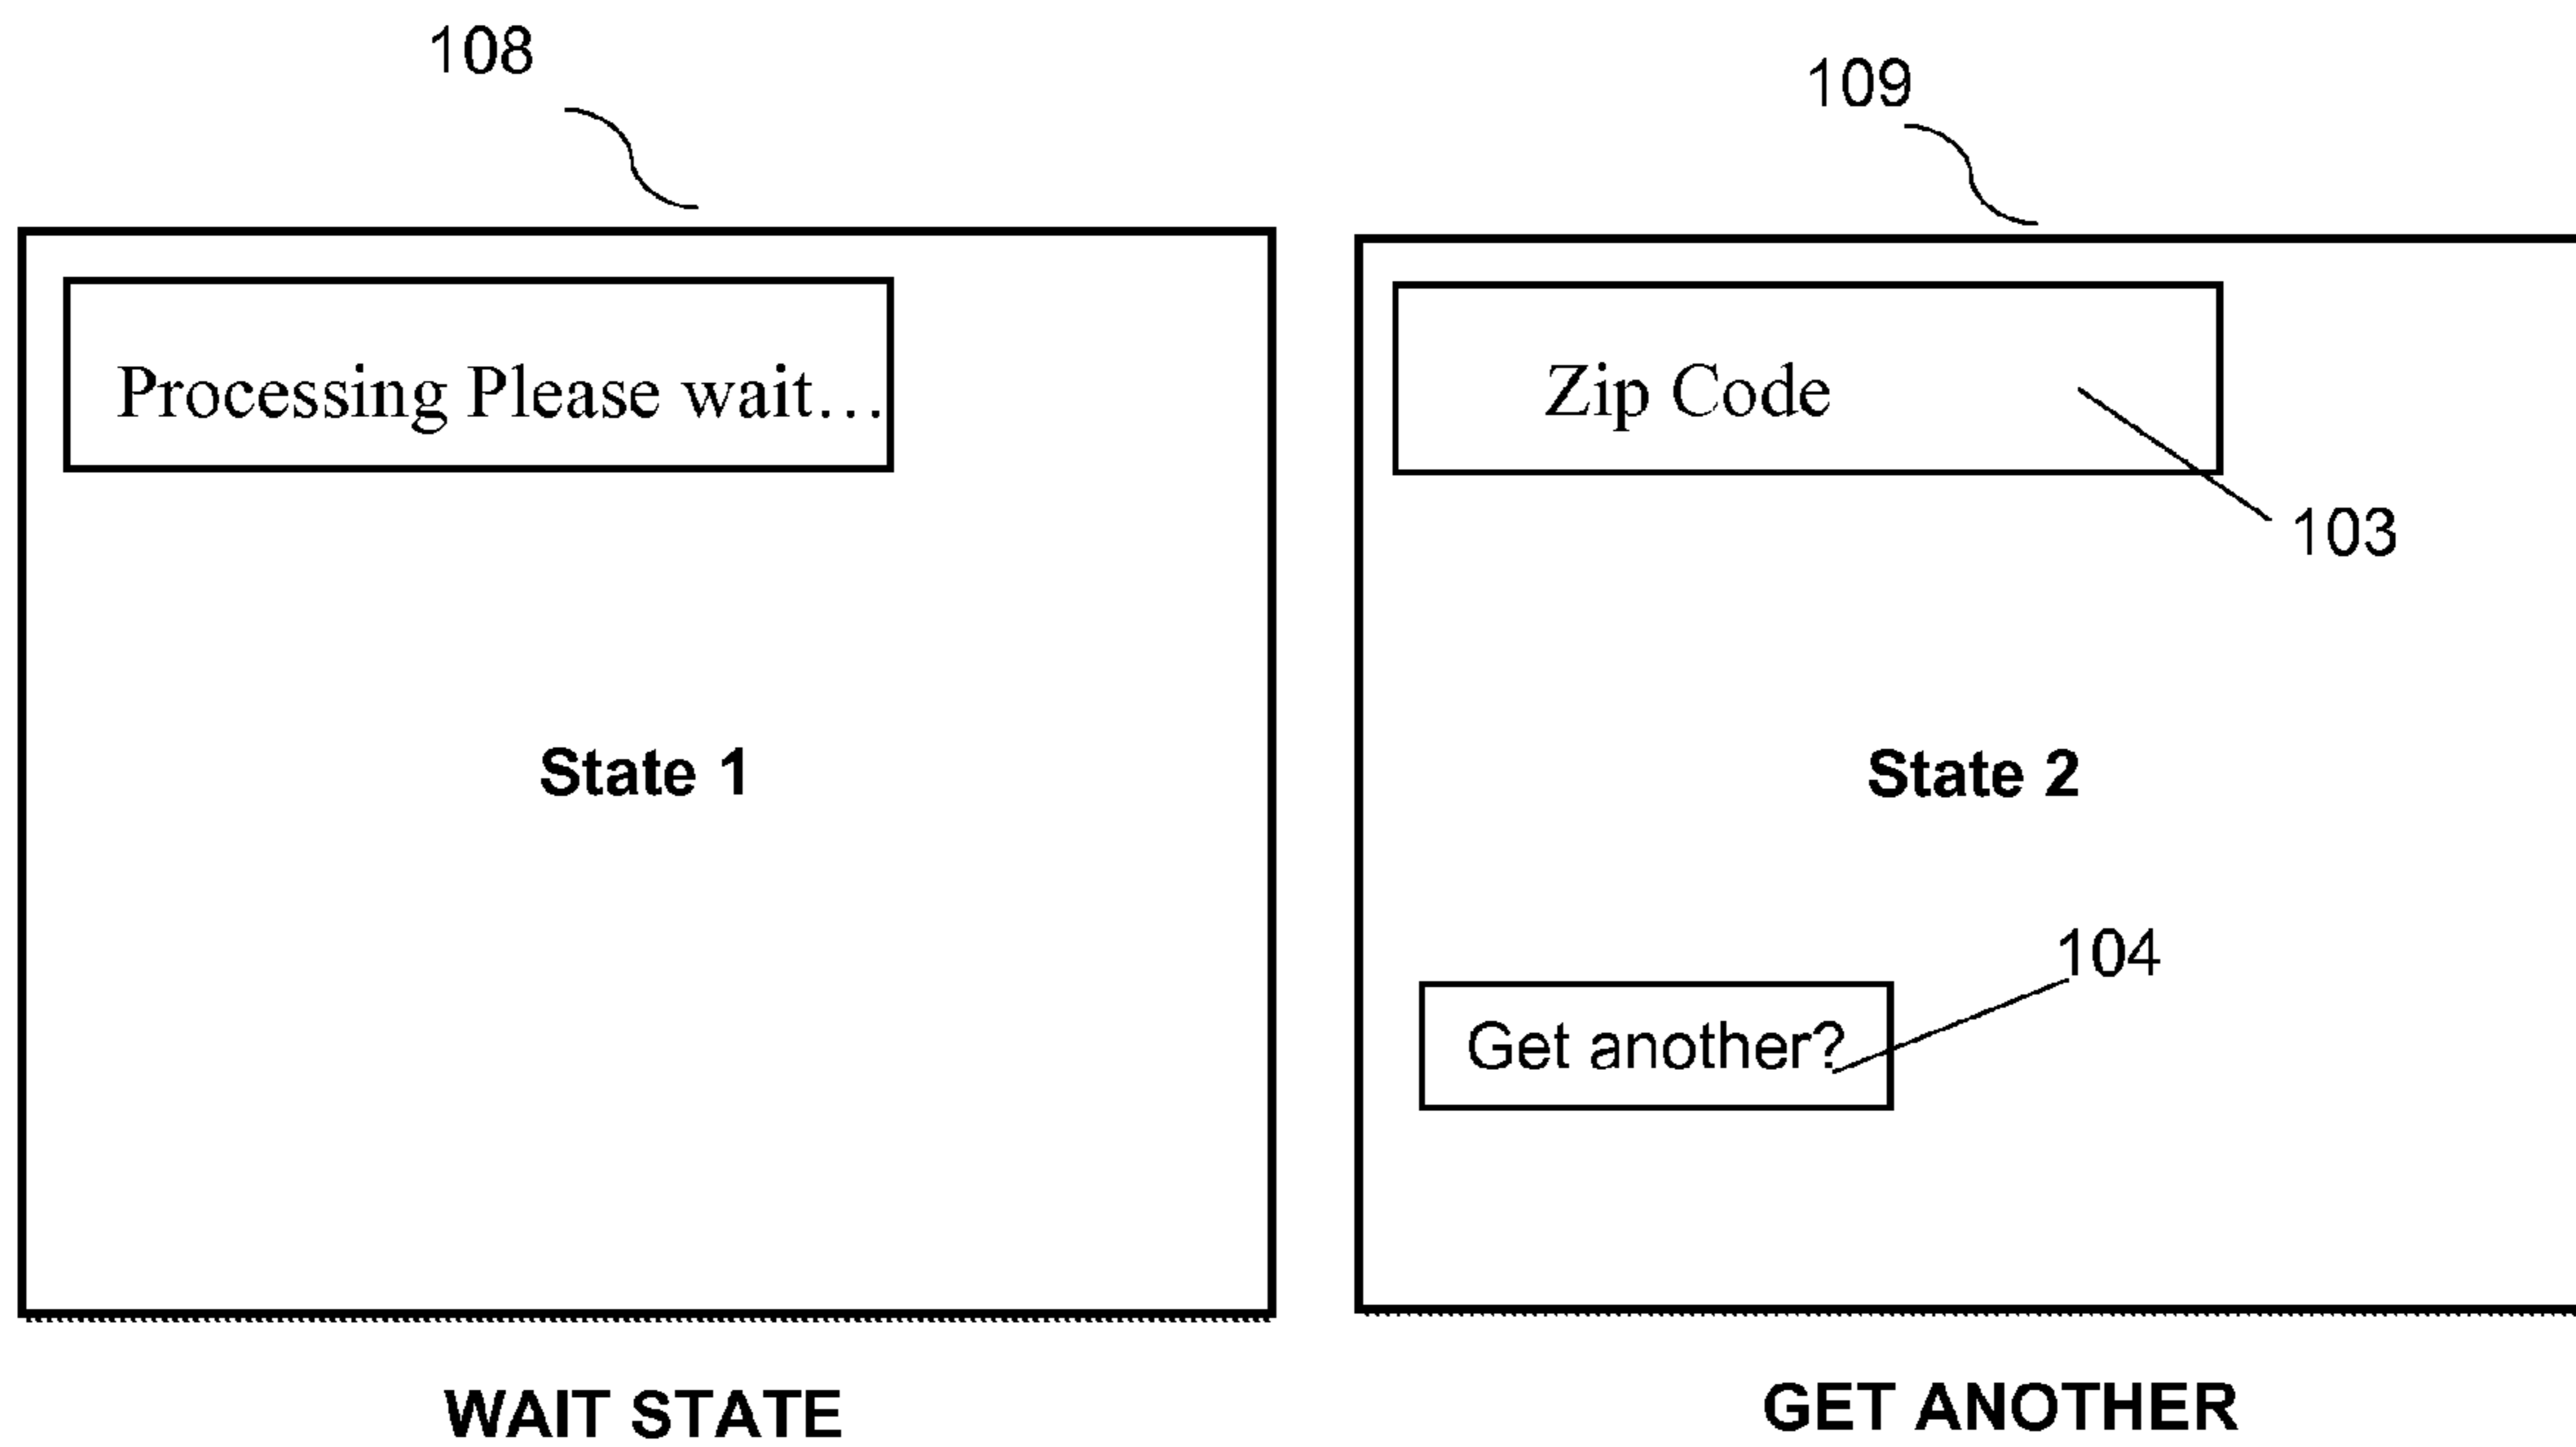 108
109
Processing Please wait...
Zip Code
103
State 1
State 2
104
Get another?
WAIT STATE
GET ANOTHER